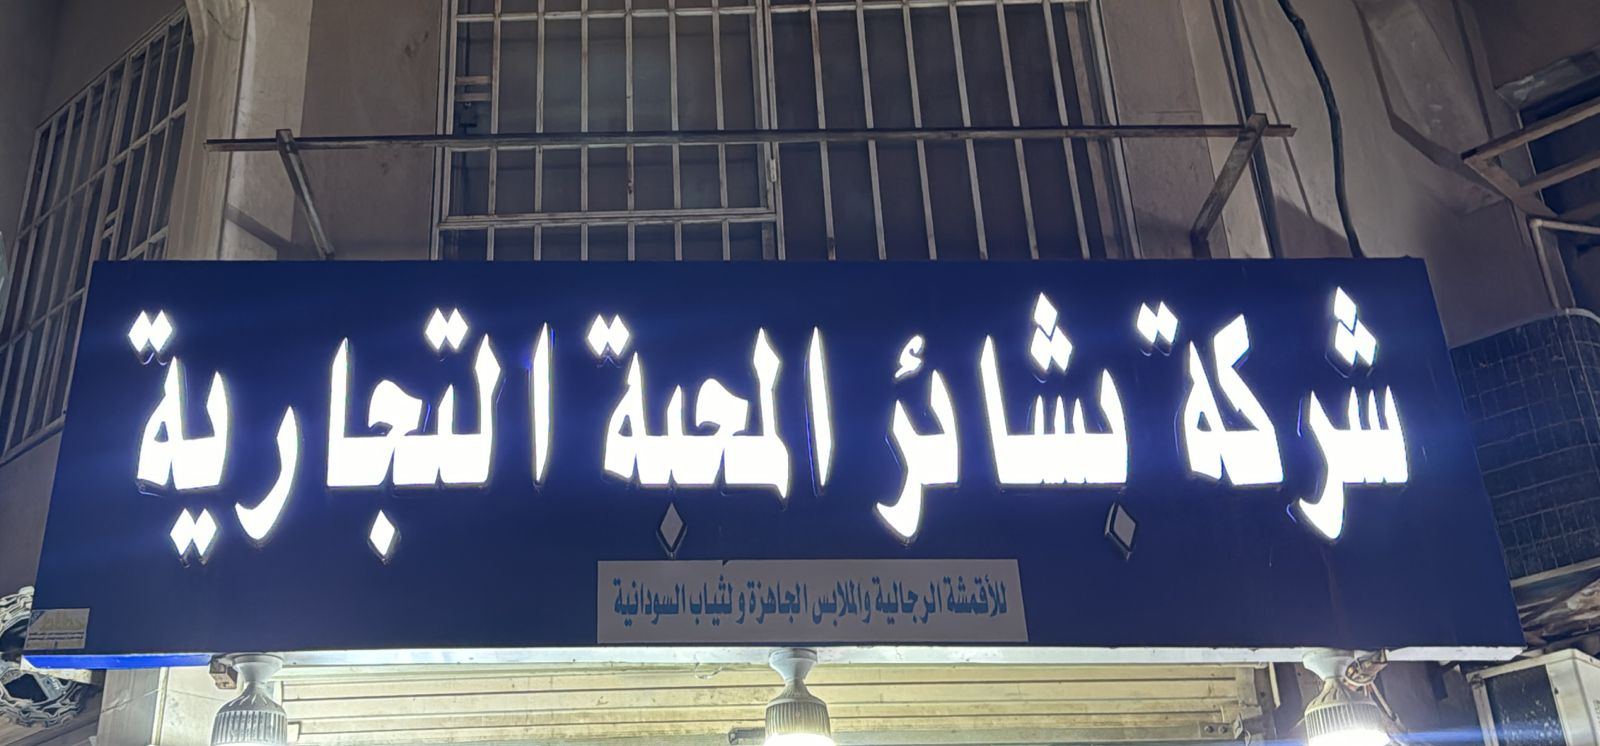 شركة بشائر المحبة التجارية
للأقمشة الرجالية والملابس الجاهزة و لثياب السودانية